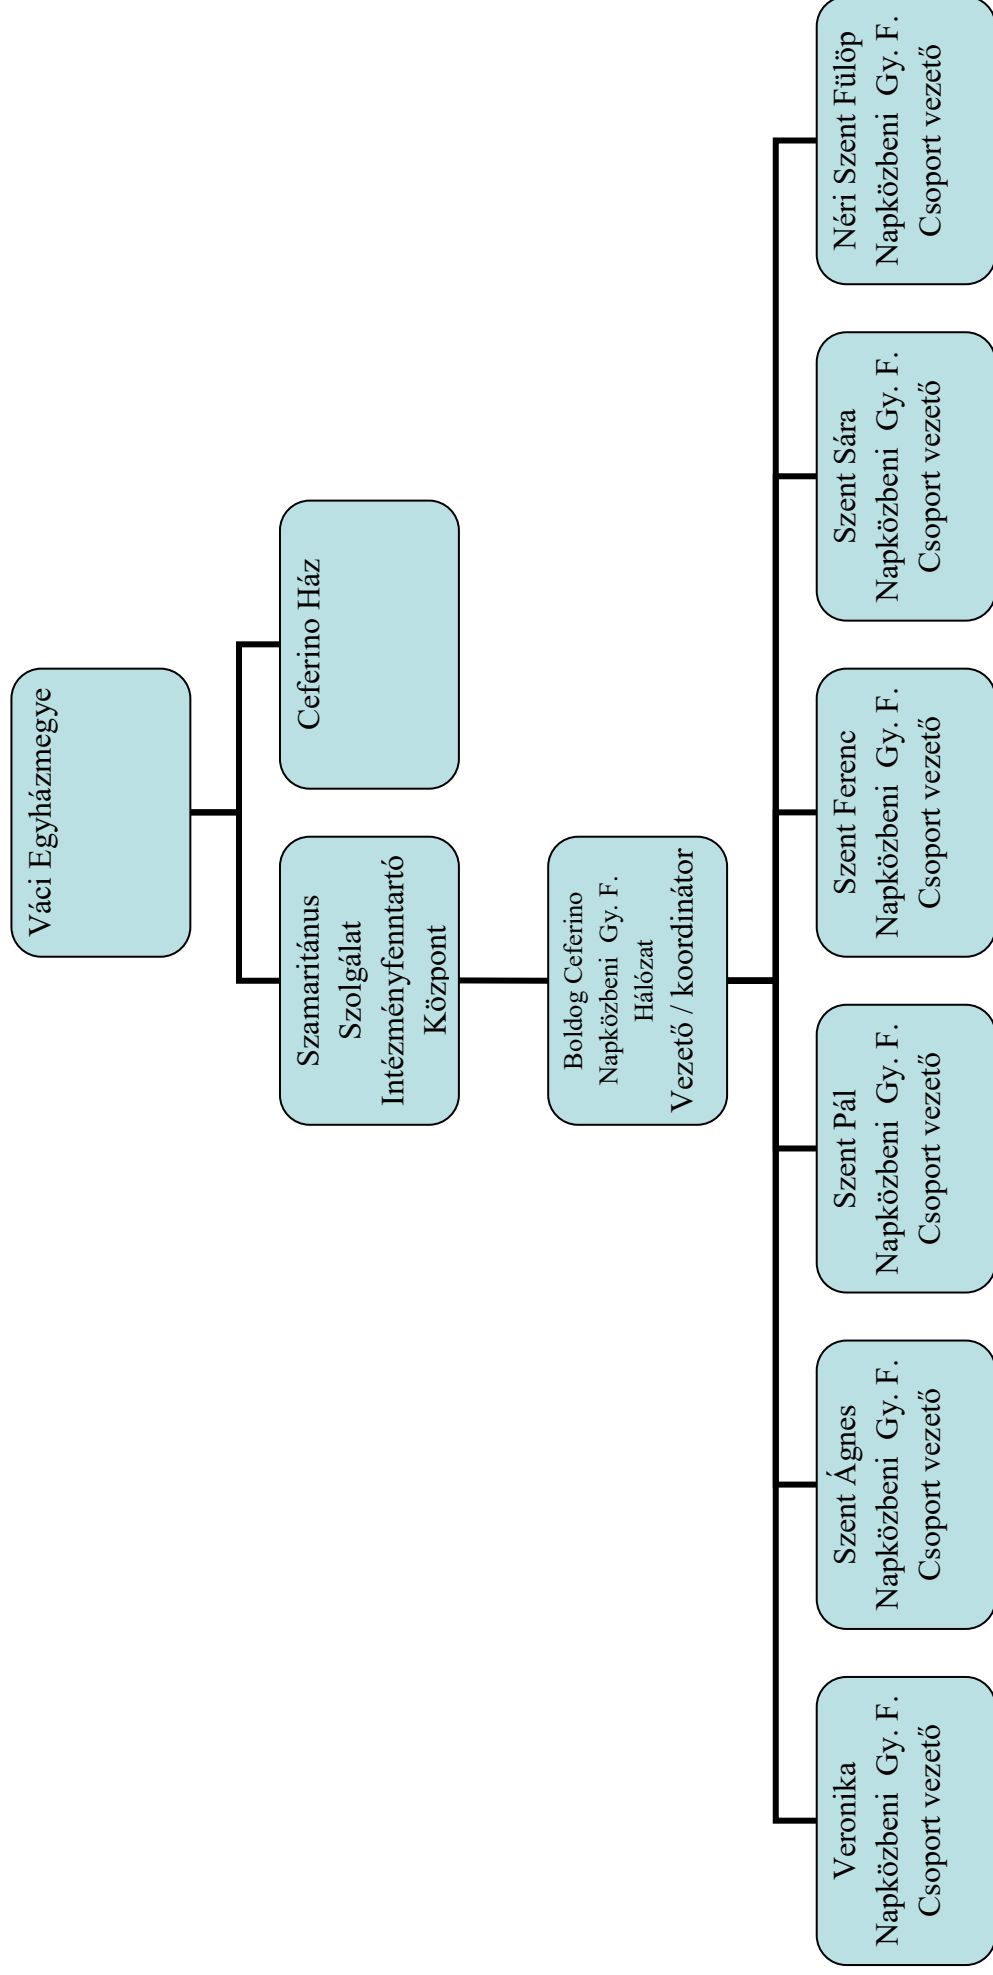 Váci Egyházmegye
Szamaritánus
Szolgálat
Intézményfenntartó
Központ
Ceferino Ház
Boldog Ceferino
Napközbeni Gy. F.
Hálózat
Vezető / koordinátor
Veronika
Napközbeni Gy. F.
Csoport vezető
Szent Ágnes
Napközbeni Gy. F.
Csoport vezető
Szent Pál
Napközbeni Gy. F.
Csoport vezető
Szent Ferenc
Napközbeni Gy. F.
Csoport vezető
Szent Sára
Napközbeni Gy. F.
Csoport vezető
Néri Szent Fülöp
Napközbeni Gy. F.
Csoport vezető